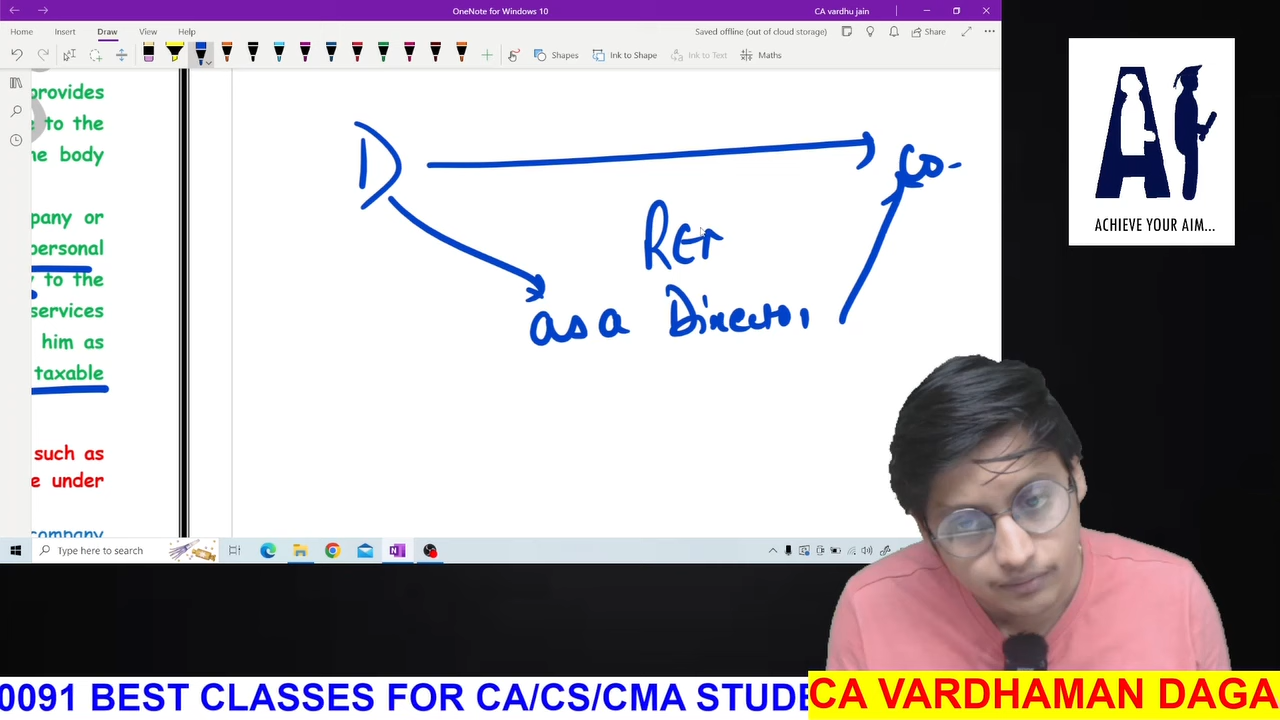 OneNote for Windows 10
CA vardhu jain
Home Insert Draw View Help
Saved offline (out of cloud storage)
Share
Shapes
Ink to Shape
Ink to Text
Maths
provides
e to the
ne body
pany or
personal
y to the
services
him as
taxable
such as
e under
company
D
Co.
RCM
as a Director
Type here to search
ACHIEVE YOUR AIM...
0091 BEST CLASSES FOR CA/CS/CMA STUDE
CA VARDHAMAN DAGA